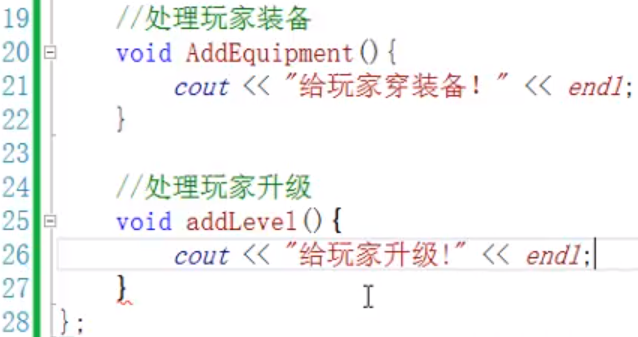 19 //处理玩家装备
20 void AddEquipment(){
21 cout << "给玩家穿装备！" << endl;
22 }
23
24 //处理玩家升级
25 void addLevel(){
26 cout << "给玩家升级!" << endl;
27 }
28 };